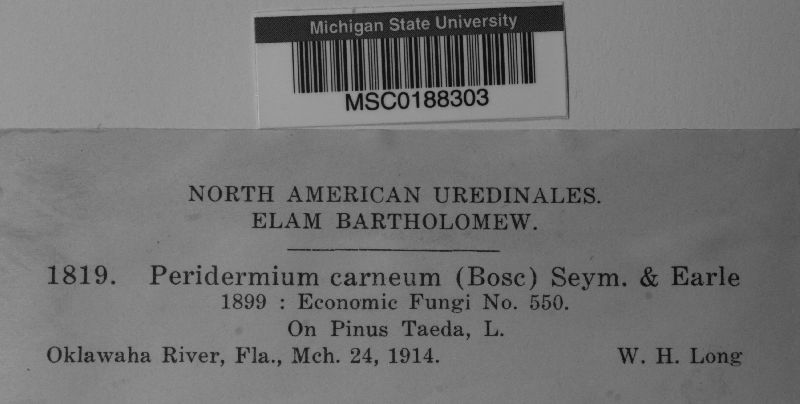 Michigan State University
MSC0188303
NORTH AMERICAN UREDINALES.
ELAM BARTHOLOMEW.
1819. Peridermium carneum (Bosc) Seym. & Earle
1899 : Economic Fungi No. 550.
On Pinus Taeda, L.
Oklawaha River, Fla., Mch. 24, 1914. W. H. Long